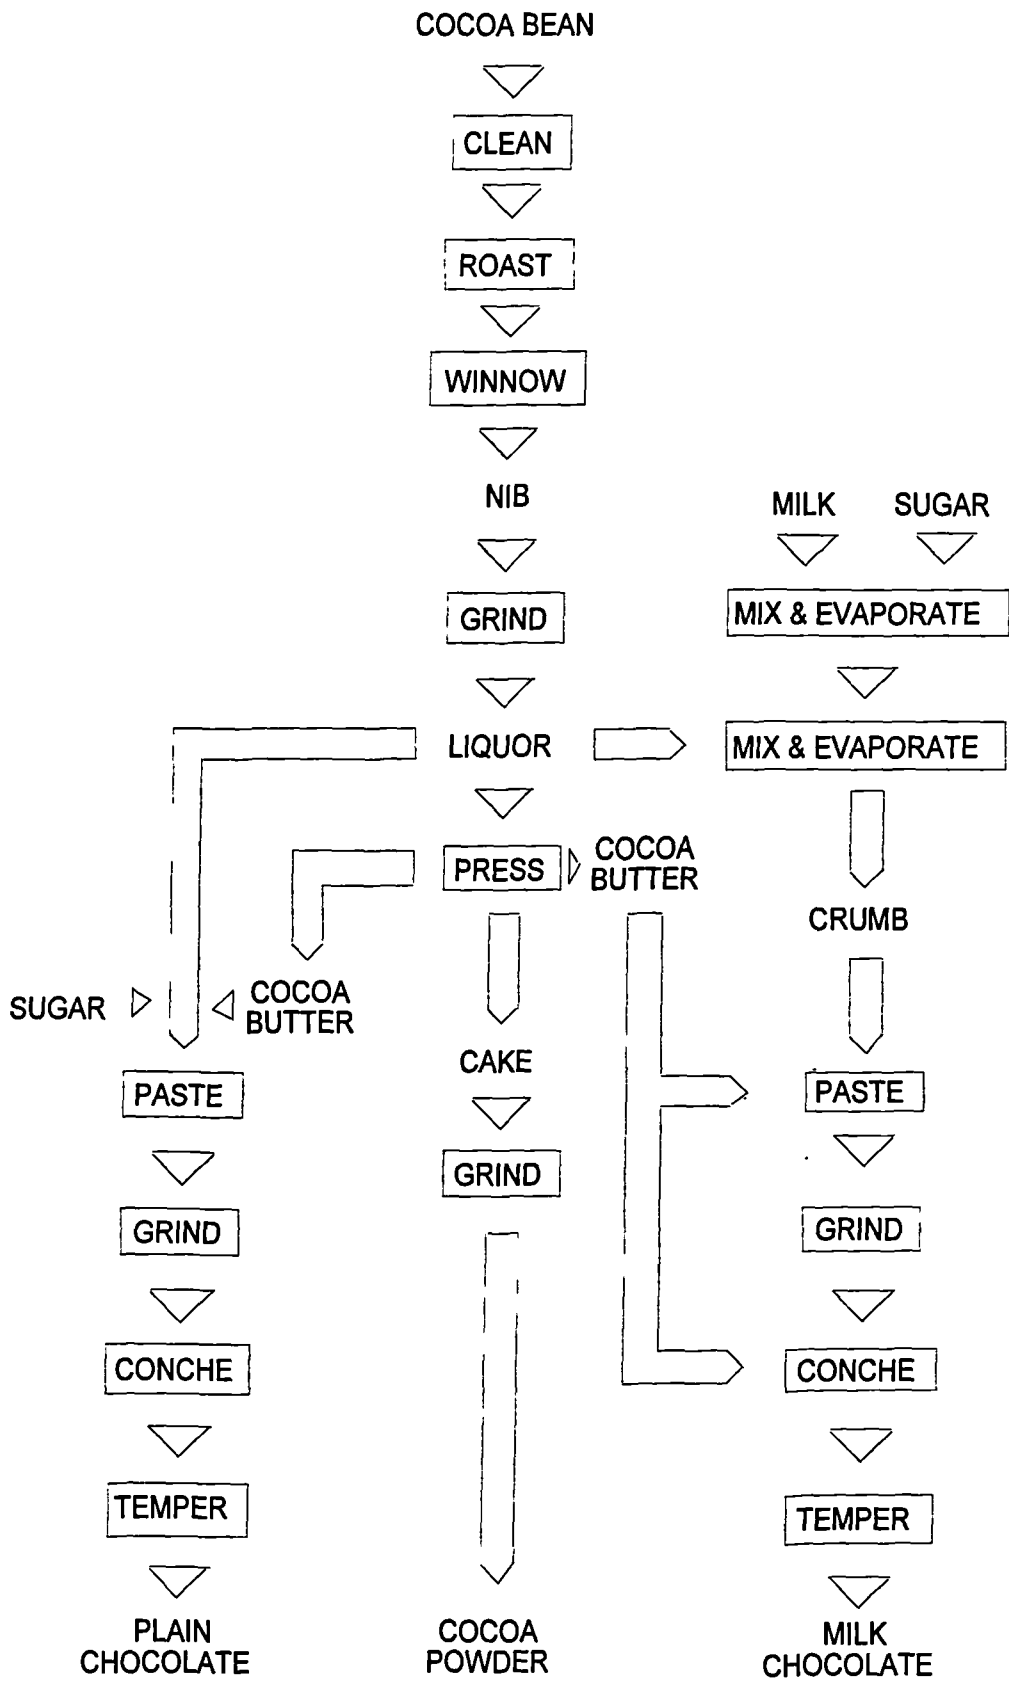 COCOA BEAN
CLEAN
ROAST
WINNOW
NIB
MILK SUGAR
GRIND
MIX & EVAPORATE
LIQUOR
MIX & EVAPORATE
PRESS
COCOA
BUTTER
CRUMB
SUGAR
COCOA
BUTTER
CAKE
PASTE
PASTE
GRIND
GRIND
GRIND
CONCHE
CONCHE
TEMPER
TEMPER
PLAIN
CHOCOLATE
COCOA
POWDER
MILK
CHOCOLATE